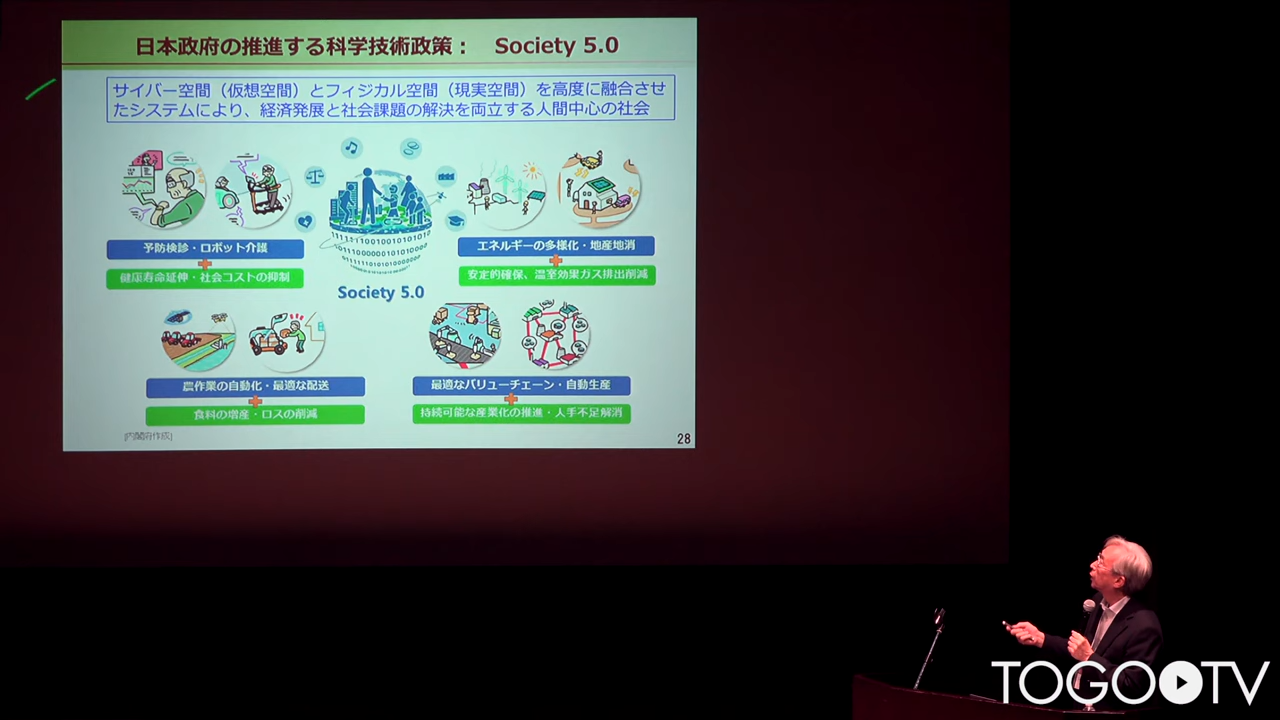 日本政府の推進する科学技術政策： Society 5.0
サイバー空間（仮想空間）とフィジカル空間（現実空間）を高度に融合させ
たシステムにより、経済発展と社会課題の解決を両立する人間中心の社会
予防検診・ロボット介護
健康寿命延伸・社会コストの抑制
エネルギーの多様化・地産地消
安定的確保、温室効果ガス排出削減
Society 5.0
農作業の自動化・最適な配送
食料の増産・ロスの削減
最適なバリューチェーン・自動生産
持続可能な産業化の推進・人手不足解消
[内閣府作成]
28
TOGO TV